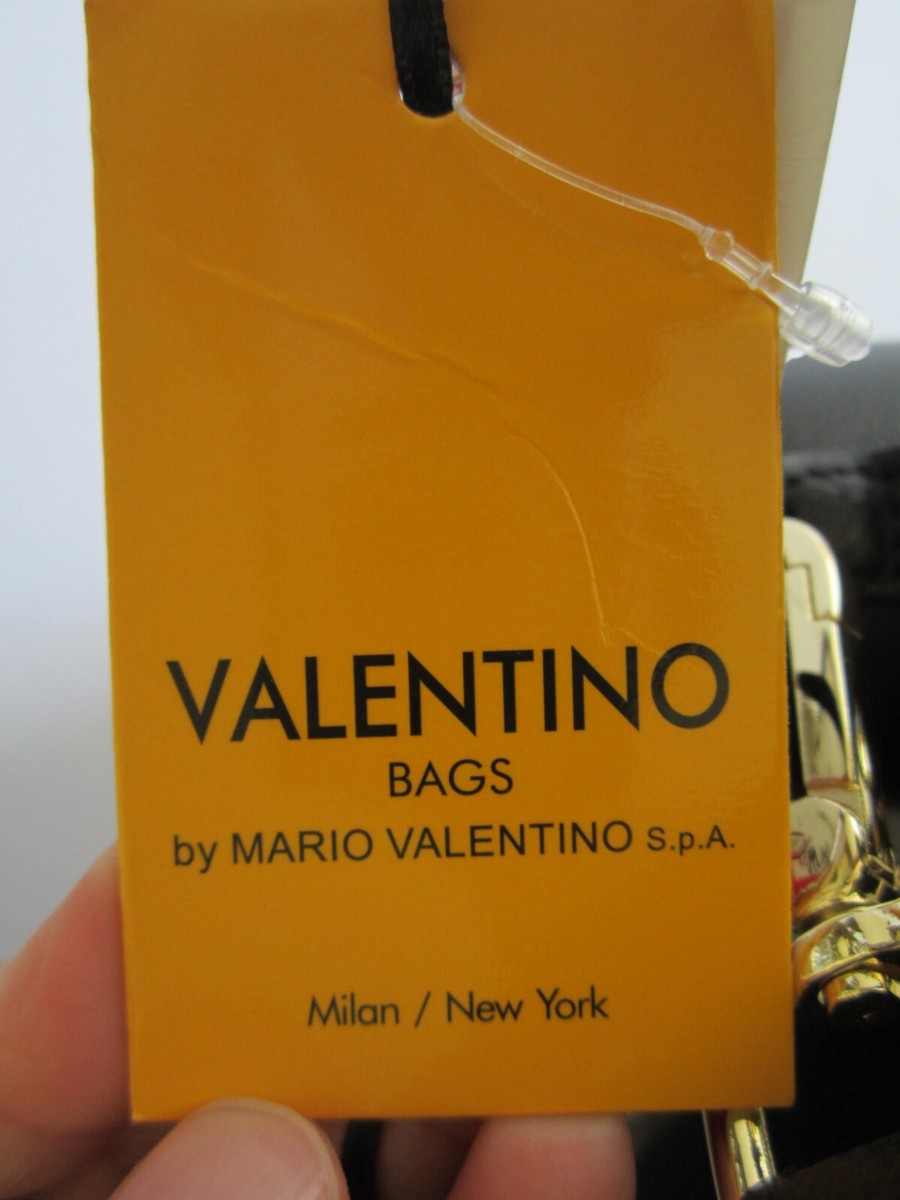 VALENTINO
BAGS
by MARIO VALENTINO S.p.A.
Milan / New York